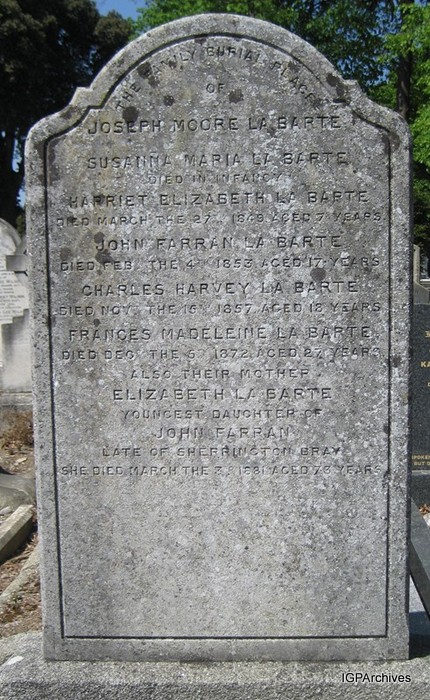 THE FAMILY BURIAL PLACE
OF
JOSEPH MOORE LA BARTE
SUSANNA MARIA LA BARTE
DIED IN INFANCY
HARRIET ELIZABETH LA BARTE
DIED MARCH THE 27TH 1849 AGED 7 YEARS
JOHN FARRAN LA BARTE
DIED FEB THE 4TH 1853 AGED 17 YEARS
CHARLES HARVEY LA BARTE
DIED NOV THE 15TH 1857 AGED 18 YEARS
FRANCES MADELEINE LA BARTE
DIED DEC THE 5TH 1872 AGED 27 YEARS
ALSO THEIR MOTHER
ELIZABETH LA BARTE
YOUNGEST DAUGHTER OF
JOHN FARRAN
LATE OF SHERRINGTON BRAY
SHE DIED MARCH THE 3RD 1881 AGED 73 YEARS
IGPArchives